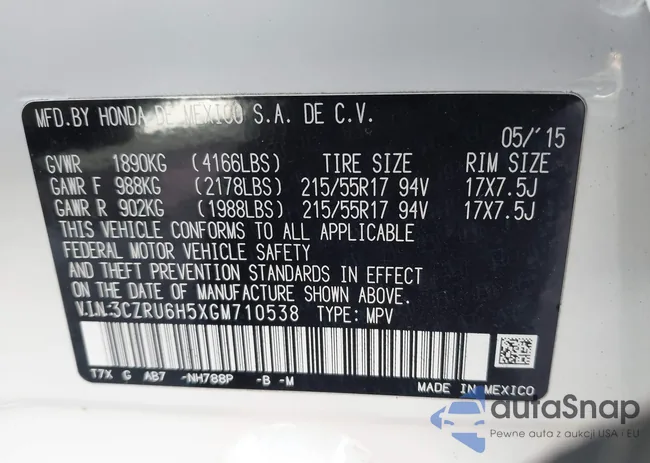 MFD.BY HONDA DE MEXICO S.A. DE C.V.
05/'15
GVWR 1890KG (4166LBS) TIRE SIZE RIM SIZE
GAWR F 988KG (2178LBS) 215/55R17 94V 17X7.5J
GAWR R 902KG (1988LBS) 215/55R17 94V 17X7.5J
THIS VEHICLE CONFORMS TO ALL APPLICABLE
FEDERAL MOTOR VEHICLE SAFETY
AND THEFT PREVENTION STANDARDS IN EFFECT
ON THE DATE OF MANUFACTURE SHOWN ABOVE.
V.I.N:3CZRU6H5XGM710538 TYPE: MPV
T7X G AB7 -NH788P -B -M
MADE IN MEXICO
autaSnap
Pewne auta z aukcji USA i EU